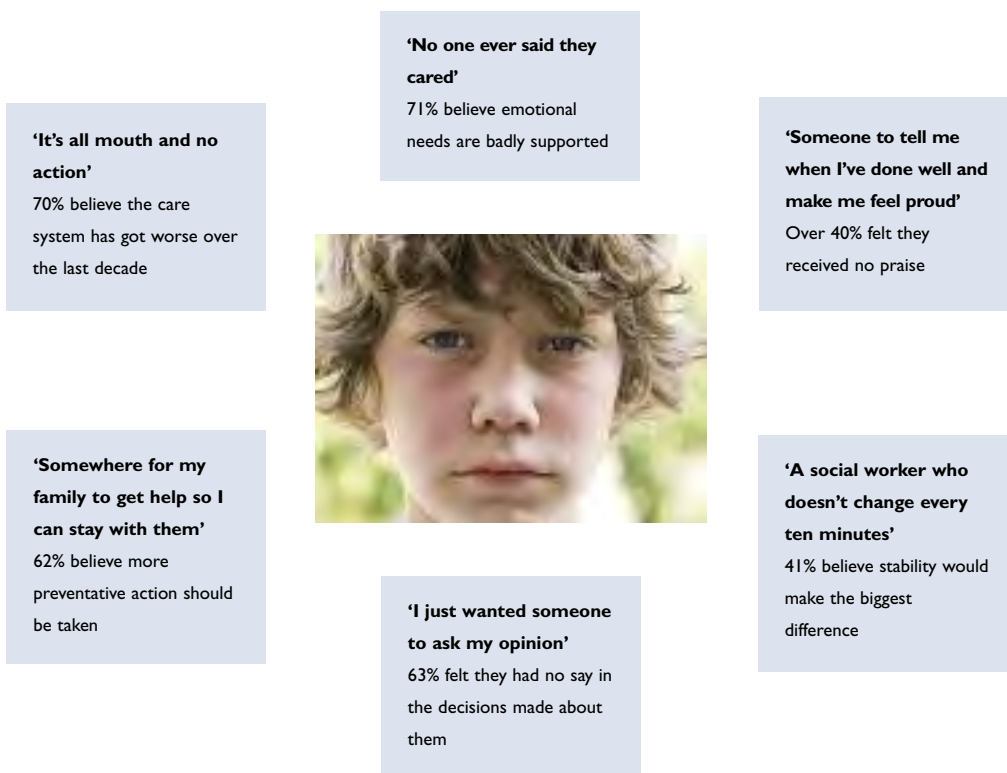 ‘No one ever said they
cared’
71% believe emotional
needs are badly supported
‘It’s all mouth and no
action’
70% believe the care
system has got worse over
the last decade
‘Someone to tell me
when I’ve done well and
make me feel proud’
Over 40% felt they
received no praise
‘Somewhere for my
family to get help so I
can stay with them’
62% believe more
preventative action should
be taken
‘A social worker who
doesn’t change every
ten minutes’
41% believe stability would
make the biggest
difference
‘I just wanted someone
to ask my opinion’
63% felt they had no say in
the decisions made about
them